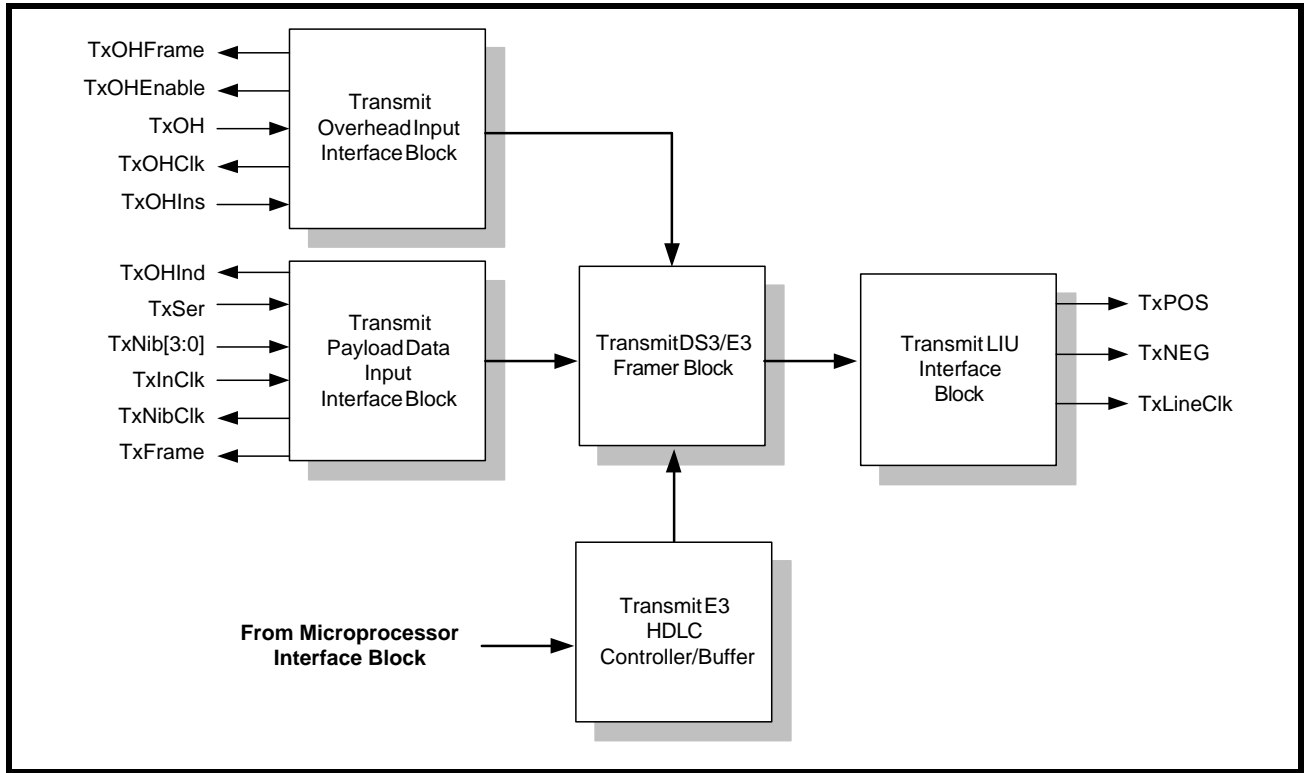 TxOHFrame
TxOHEnable
TxOH
TxOHClk
TxOHIns
Transmit
Overhead Input
Interface Block
TxOHInd
TxSer
TxNib[3:0]
TxInClk
TxNibClk
TxFrame
Transmit
Payload Data
Input
Interface Block
Transmit DS3/E3
Framer Block
Transmit LIU
Interface
Block
TxPOS
TxNEG
TxLineClk
From Microprocessor
Interface Block
Transmit E3
HDLC
Controller/Buffer